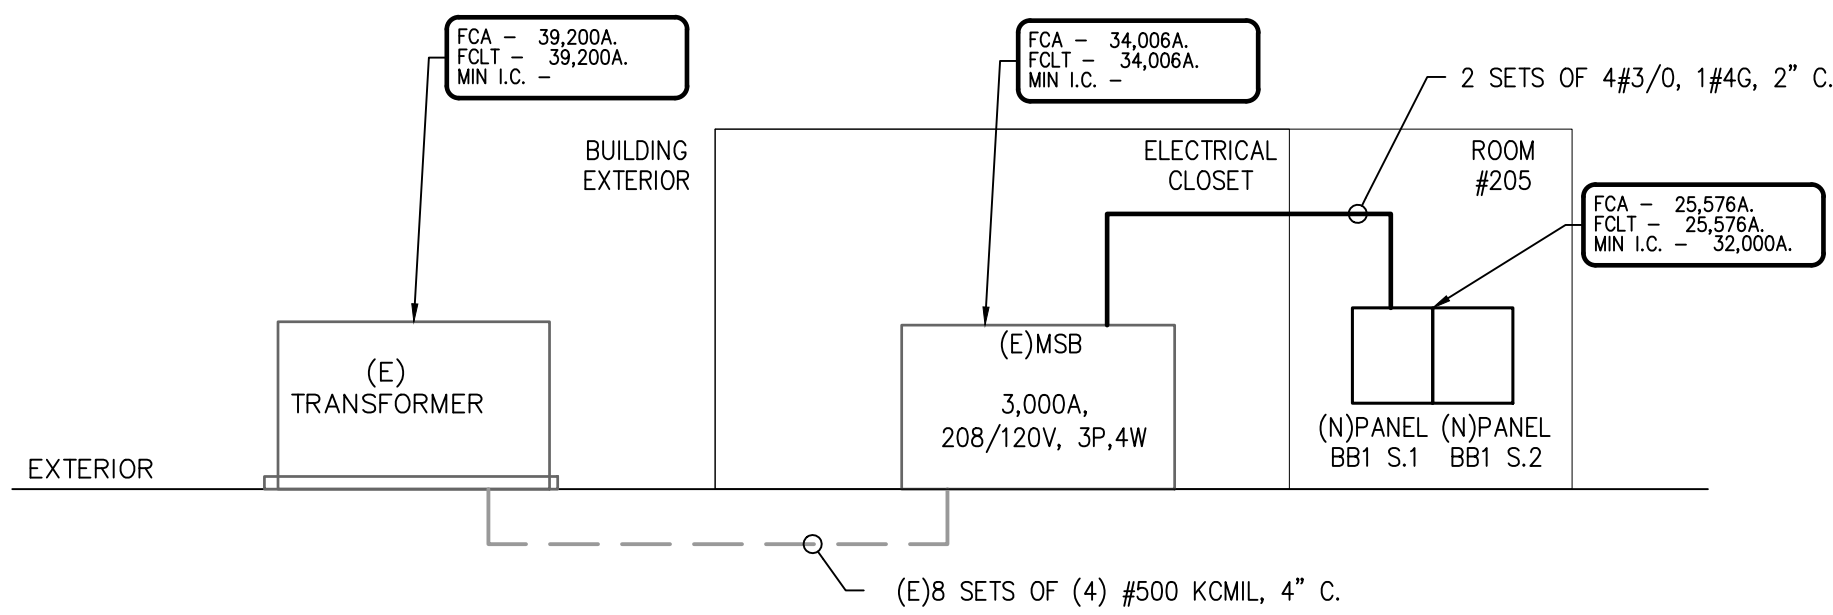 FCA – 39,200A.
FCLT – 39,200A.
MIN I.C. –
FCA – 34,006A.
FCLT – 34,006A.
MIN I.C. –
2 SETS OF 4#3/0, 1#4G, 2" C.
BUILDING
EXTERIOR
ELECTRICAL
CLOSET
ROOM
#205
FCA – 25,576A.
FCLT – 25,576A.
MIN I.C. – 32,000A.
(E)
TRANSFORMER
(E)MSB
3,000A,
208/120V, 3P,4W
(N)PANEL
BB1 S.1
(N)PANEL
BB1 S.2
EXTERIOR
(E)8 SETS OF (4) #500 KCMIL, 4" C.